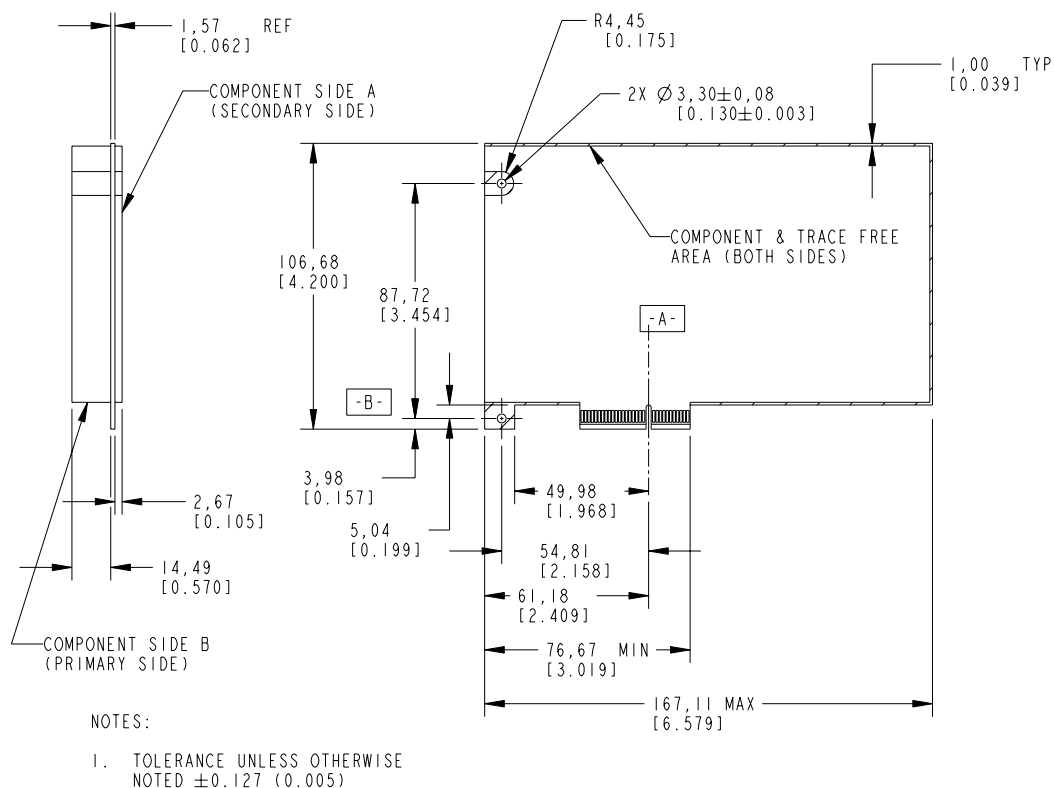 1,57 REF
[0.062]
COMPONENT SIDE A
(SECONDARY SIDE)
R4,45
[0.175]
2X Ø3,30±0,08
[0.130±0.003]
1,00 TYP
[0.039]
COMPONENT & TRACE FREE
AREA (BOTH SIDES)
106,68
[4.200]
87,72
[3.454]
-A-
-B-
3,98
[0.157]
5,04
[0.199]
2,67
[0.105]
14,49
[0.570]
49,98
[1.968]
54,81
[2.158]
61,18
[2.409]
76,67 MIN
[3.019]
167,11 MAX
[6.579]
COMPONENT SIDE B
(PRIMARY SIDE)
NOTES:
1. TOLERANCE UNLESS OTHERWISE
NOTED ±0.127 (0.005)